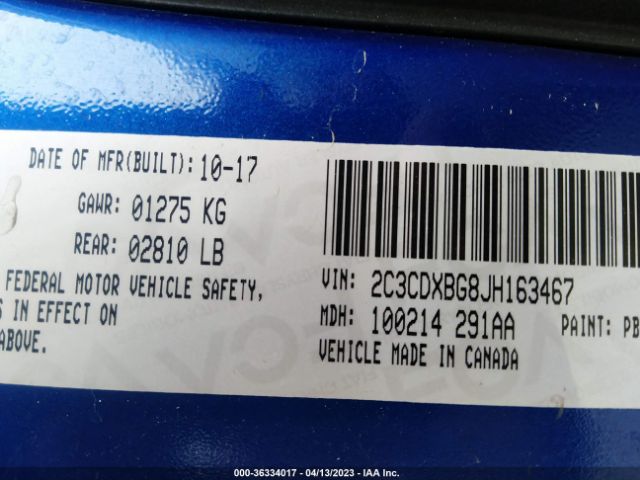 DATE OF MFR(BUILT): 10-17
GAWR: 01275 KG
REAR: 02810 LB
FEDERAL MOTOR VEHICLE SAFETY,
IN EFFECT ON
ABOVE.
VIN: 2C3CDXBG8JH163467
MDH: 100214 291AA PAINT: PB
VEHICLE MADE IN CANADA
000-36334017 - 04/13/2023 - IAA Inc.